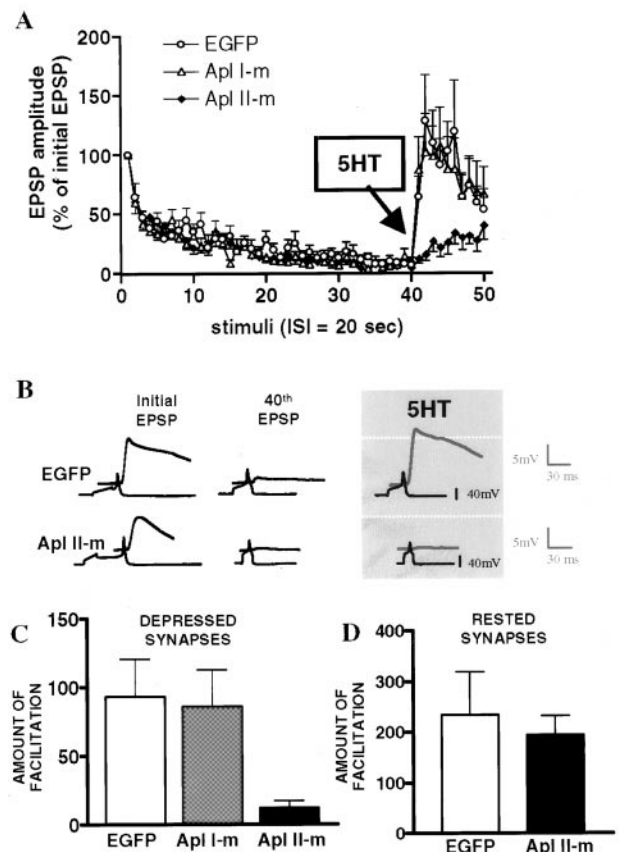 A
EGFP
Apl I-m
Apl II-m
EPSP amplitude
(% of initial EPSP)
200
150
100
50
0
5HT
0 10 20 30 40 50
stimuli (ISI = 20 sec)
B
Initial
EPSP
40th
EPSP
5HT
EGFP
40mV
5mV
30 ms
Apl II-m
40mV
5mV
30 ms
C
DEPRESSED
SYNAPSES
AMOUNT OF
FACILITATION
150
100
50
0
EGFP Apl I-m Apl II-m
D
RESTED
SYNAPSES
AMOUNT OF
FACILITATION
400
300
200
100
0
EGFP Apl II-m